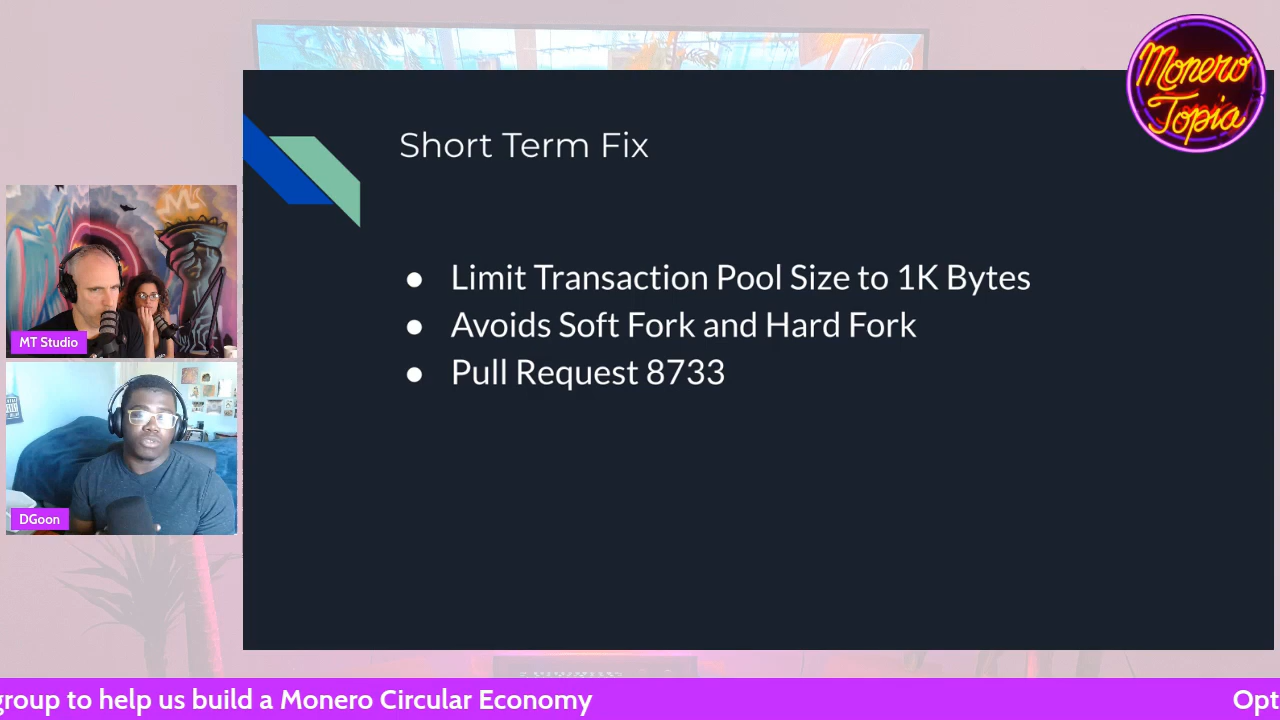 Monero
Topia
Short Term Fix
● Limit Transaction Pool Size to 1K Bytes
● Avoids Soft Fork and Hard Fork
● Pull Request 8733
MT Studio
DGoon
group to help us build a Monero Circular Economy
Opt